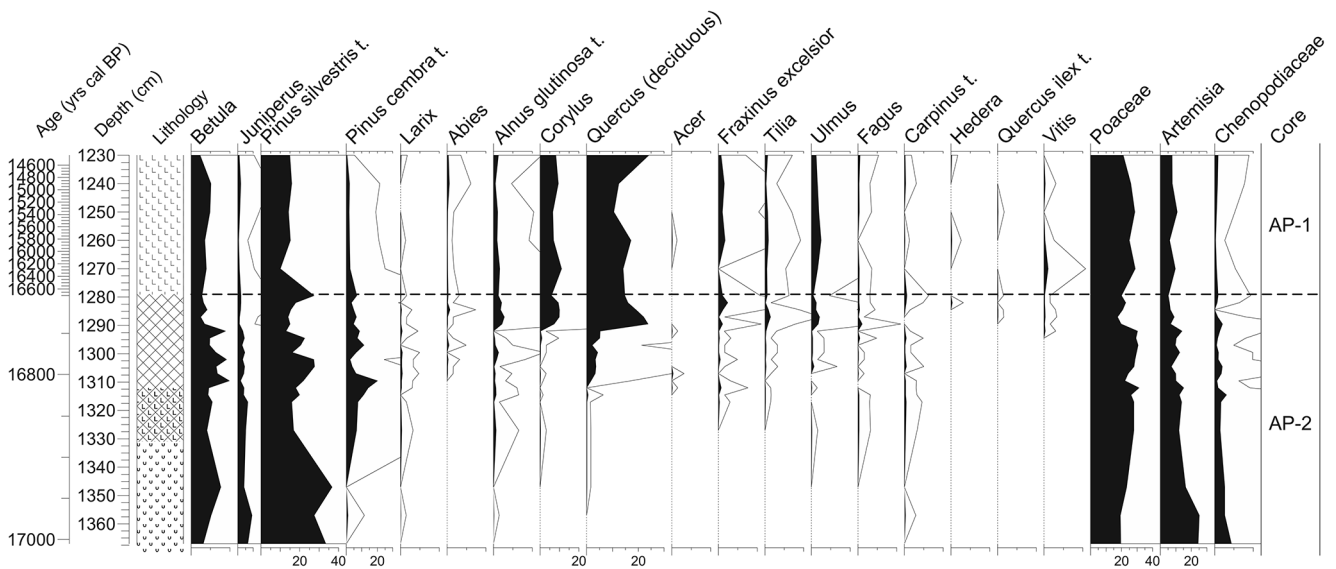 Age (yrs cal BP)
Depth (cm)
Lithology
Betula
Juniperus
Pinus silvestris t.
Pinus cembra t.
Larix
Abies
Alnus glutinosa t.
Corylus
Quercus (deciduous)
Acer
Fraxinus excelsior
Tilia
Ulmus
Fagus
Carpinus t.
Hedera
Quercus ilex t.
Vitis
Poaceae
Artemisia
Chenopodiaceae
Core
14600
14800
15000
15200
15400
15600
15800
16000
16200
16400
16600
16800
17000
1230
1240
1250
1260
1270
1280
1290
1300
1310
1320
1330
1340
1350
1360
AP-1
AP-2
20 40 20 20 20 20 40 20